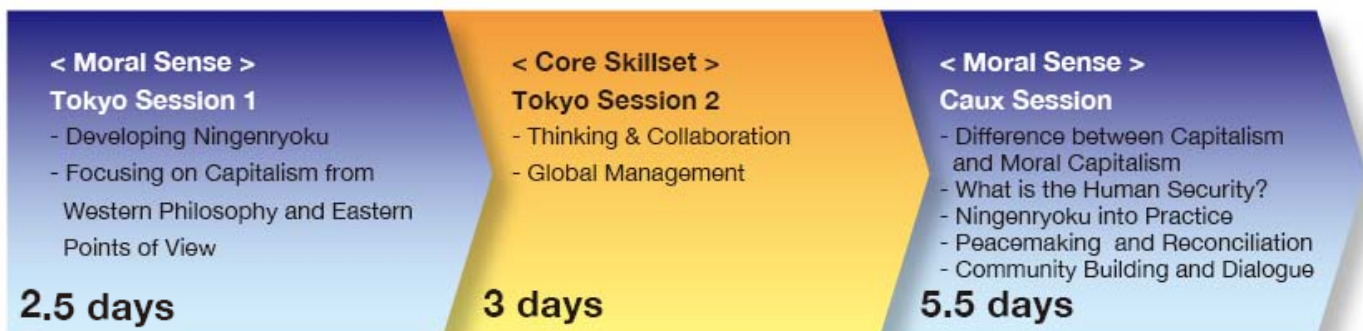 < Moral Sense >
Tokyo Session 1
- Developing Ningenryoku
- Focusing on Capitalism from
Western Philosophy and Eastern
Points of View
2.5 days
< Core Skillset >
Tokyo Session 2
- Thinking & Collaboration
- Global Management
3 days
< Moral Sense >
Caux Session
- Difference between Capitalism
and Moral Capitalism
- What is the Human Security?
- Ningenryoku into Practice
- Peacemaking and Reconciliation
- Community Building and Dialogue
5.5 days